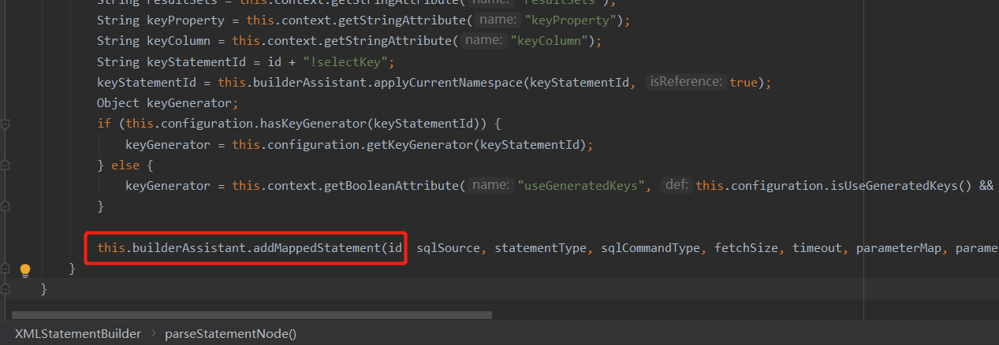 String resultSets = this.context.getStringAttribute( name: "resultSets");
String keyProperty = this.context.getStringAttribute( name: "keyProperty");
String keyColumn = this.context.getStringAttribute( name: "keyColumn");
String keyStatementId = id + "!selectKey";
keyStatementId = this.builderAssistant.applyCurrentNamespace(keyStatementId, isReference: true);
Object keyGenerator;
if (this.configuration.hasKeyGenerator(keyStatementId)) {
keyGenerator = this.configuration.getKeyGenerator(keyStatementId);
} else {
keyGenerator = this.context.getBooleanAttribute( name: "useGeneratedKeys", def: this.configuration.isUseGeneratedKeys() &&
}
this.builderAssistant.addMappedStatement(id sqlSource, statementType, sqlCommandType, fetchSize, timeout, parameterMap, parame
}
}
XMLStatementBuilder › parseStatementNode()